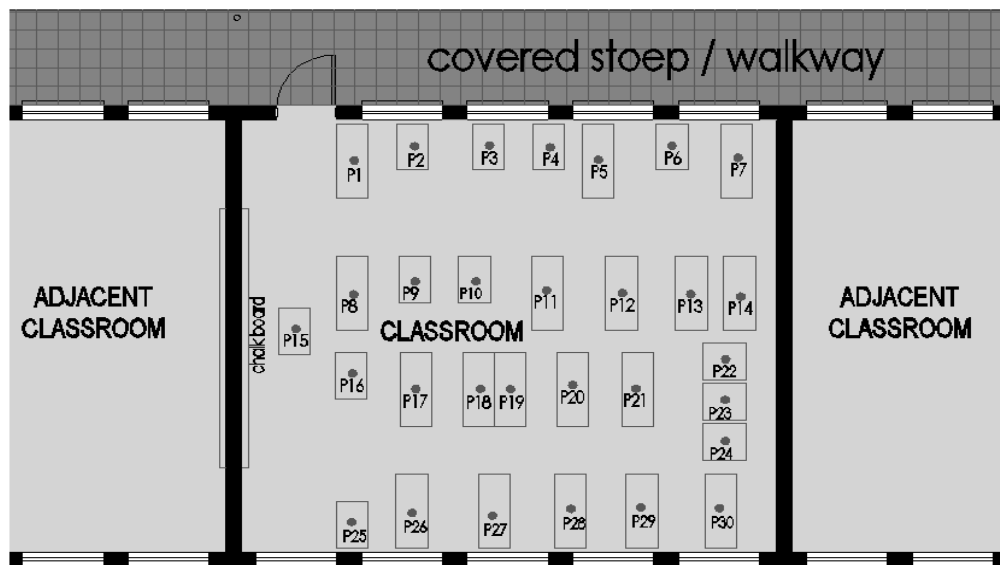 covered stoep / walkway
P1
P2
P3
P4
P5
P6
P7
ADJACENT
CLASSROOM
chalkboard
P8
P9
P10
P11
P12
P13
P14
P15
CLASSROOM
ADJACENT
CLASSROOM
P16
P17
P18
P19
P20
P21
P22
P23
P24
P25
P26
P27
P28
P29
P30